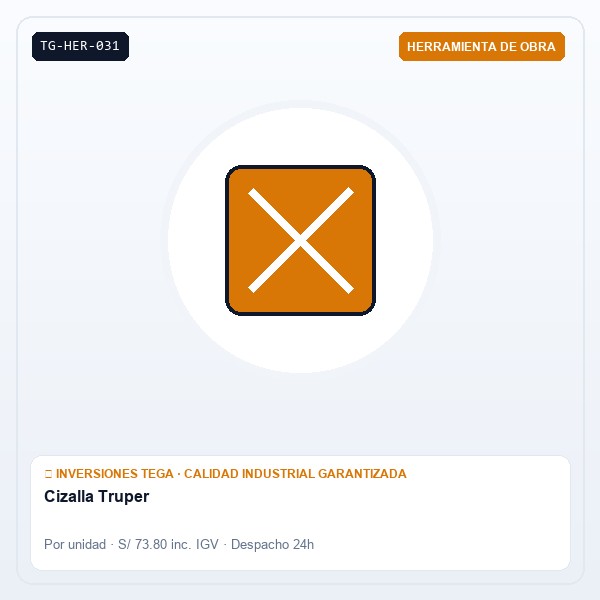 TG-HER-031
HERRAMIENTA DE OBRA
INVERSIONES TEGA · CALIDAD INDUSTRIAL GARANTIZADA
Cizalla Truper
Por unidad · S/ 73.80 inc. IGV · Despacho 24h